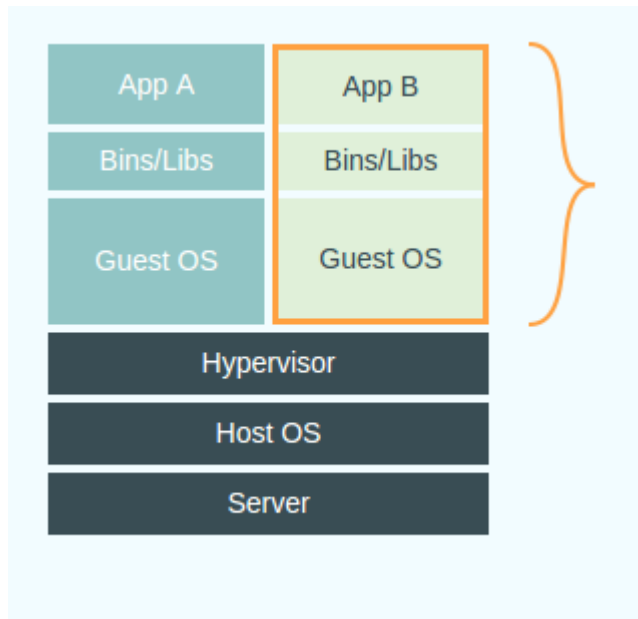 App A
App B
Bins/Libs
Bins/Libs
Guest OS
Guest OS
Hypervisor
Host OS
Server